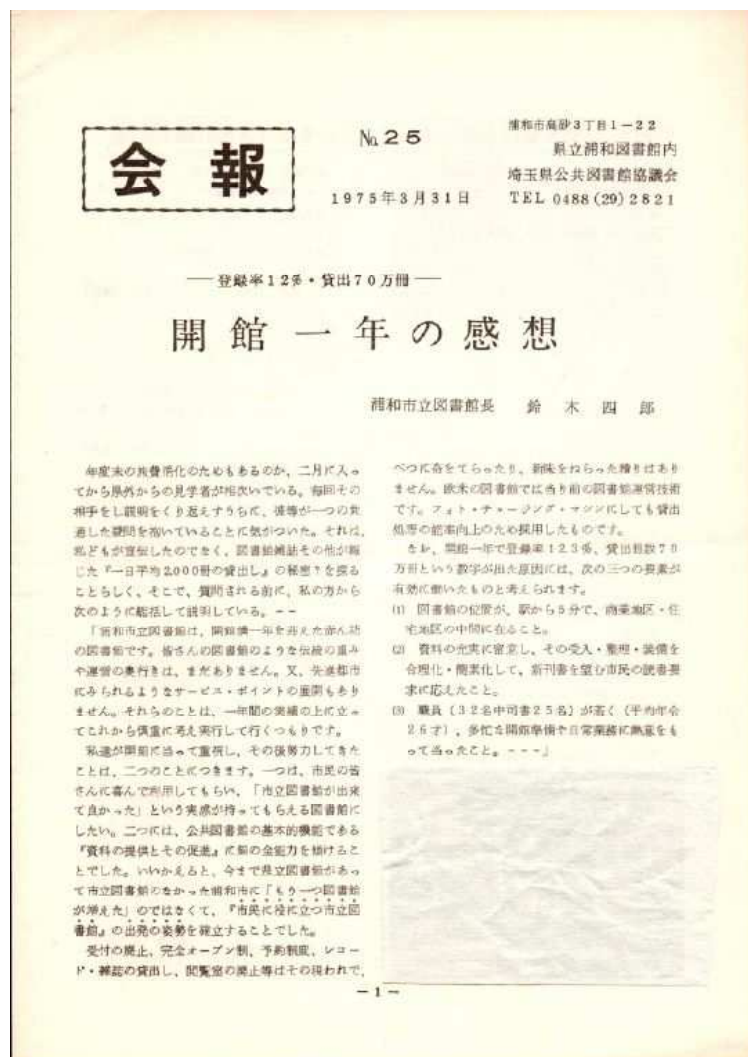 会報
No.25
1975年3月31日
浦和市高砂3丁目1−22
県立浦和図書館内
埼玉県公共図書館協議会
TEL 0488(29)2821
――登録率12%・貸出70万冊――
開館一年の感想
浦和市立図書館長 鈴木四郎
年度末の旅費消化のためもあるのか、二月に入っ
てから県外からの見学者が相次いでいる。毎回その
相手をし説明をくり返えすうちに、彼等が一つの共
通した疑問を抱いていることに気がついた。それは、
私どもが宣伝したのでなく、図書館雑誌その他が報
じた『一日平均2,000冊の貸出し』の秘密?を探る
ことらしく、そこで、質問される前に、私の方から
次のように総括して説明している。--
「浦和市立図書館は、開館満一年を迎えた赤ん坊
の図書館です。皆さんの図書館のような伝統の重み
や運営の奥行きは、まだありません。又、先進都市
にみられるようなサービス・ポイントの展開もあり
ません。それらのことは、一年間の実績の上に立っ
てこれから慎重に考え実行して行くつもりです。
私達が開館に当って重視し、その後努力してきた
ことは、二つのことにつきます。一つは、市民の皆
さんに喜んで利用してもらい、「市立図書館が出来
て良かった」という実感が持ってもらえる図書館に
したい。二つには、公共図書館の基本的機能である
『資料の提供とその促進』に館の全能力を傾けるこ
とでした。いいかえると、今まで県立図書館があっ
て市立図書館のなかった浦和市に「もう一つ図書館
が増えた」のではなくて、『市民に役に立つ市立図
書館』の出発の姿勢を確立することでした。
受付の廃止、完全オープン制、予約制度、レコー
ド・雑誌の貸出し、閲覧室の廃止等はその現われで、
べつに奇をてらったり、新味をねらった積りはあり
ません。欧米の図書館では当り前の図書館運営技術
です。フォト・チャージング・マシンにしても貸出
処理の能率向上のため採用したものです。
なお、開館一年で登録率12.3%、貸出冊数70
万冊という数字が出た原因には、次の三つの要素が
有効に働いたものと考えられます。
(1) 図書館の位置が、駅から5分で、商業地区・住
宅地区の中間に在ること。
(2) 資料の充実に留意し、その受入・整理・装備を
合理化・簡素化して、新刊書を望む市民の読書要
求に応えたこと。
(3) 職員(32名中司書25名)が若く(平均年令
26才)、多忙な開館準備や日常業務に熱意をも
って当ったこと。---」
−1−